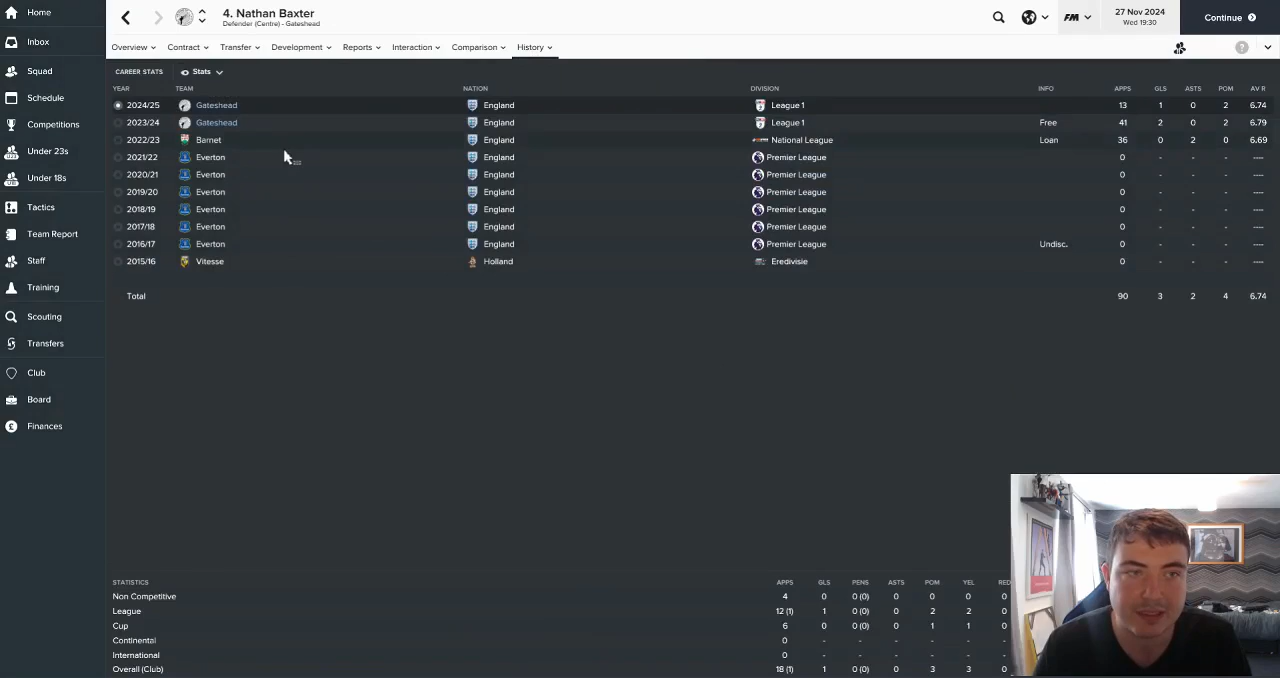 Home
Inbox
Squad
Schedule
Competitions
Under 23s
Under 18s
Tactics
Team Report
Staff
Training
Scouting
Transfers
Club
Board
Finances
4. Nathan Baxter
Defender (Centre) - Gateshead
FM
27 Nov 2024
Wed 19:30
Continue
Overview Contract Transfer Development Reports Interaction Comparison History
CAREER STATS Stats
YEAR TEAM NATION DIVISION INFO APPS GLS ASTS POM AV R
2024/25 Gateshead England League 1 13 1 0 2 6.74
2023/24 Gateshead England League 1 Free 41 2 0 2 6.79
2022/23 Barnet England National League Loan 36 0 2 0 6.69
2021/22 Everton England Premier League 0 - - - ----
2020/21 Everton England Premier League 0 - - - ----
2019/20 Everton England Premier League 0 - - - ----
2018/19 Everton England Premier League 0 - - - ----
2017/18 Everton England Premier League 0 - - - ----
2016/17 Everton England Premier League Undisc. 0 - - - ----
2015/16 Vitesse Holland Eredivisie 0 - - - ----
Total 90 3 2 4 6.74
STATISTICS APPS GLS PENS ASTS POM YEL RED
Non Competitive 4 0 0 (0) 0 0 0 0
League 12 (1) 1 0 (0) 0 2 2 0
Cup 6 0 0 (0) 0 1 1 0
Continental 0 - - - - - -
International 0 - - - - - -
Overall (Club) 18 (1) 1 0 (0) 0 3 3 0